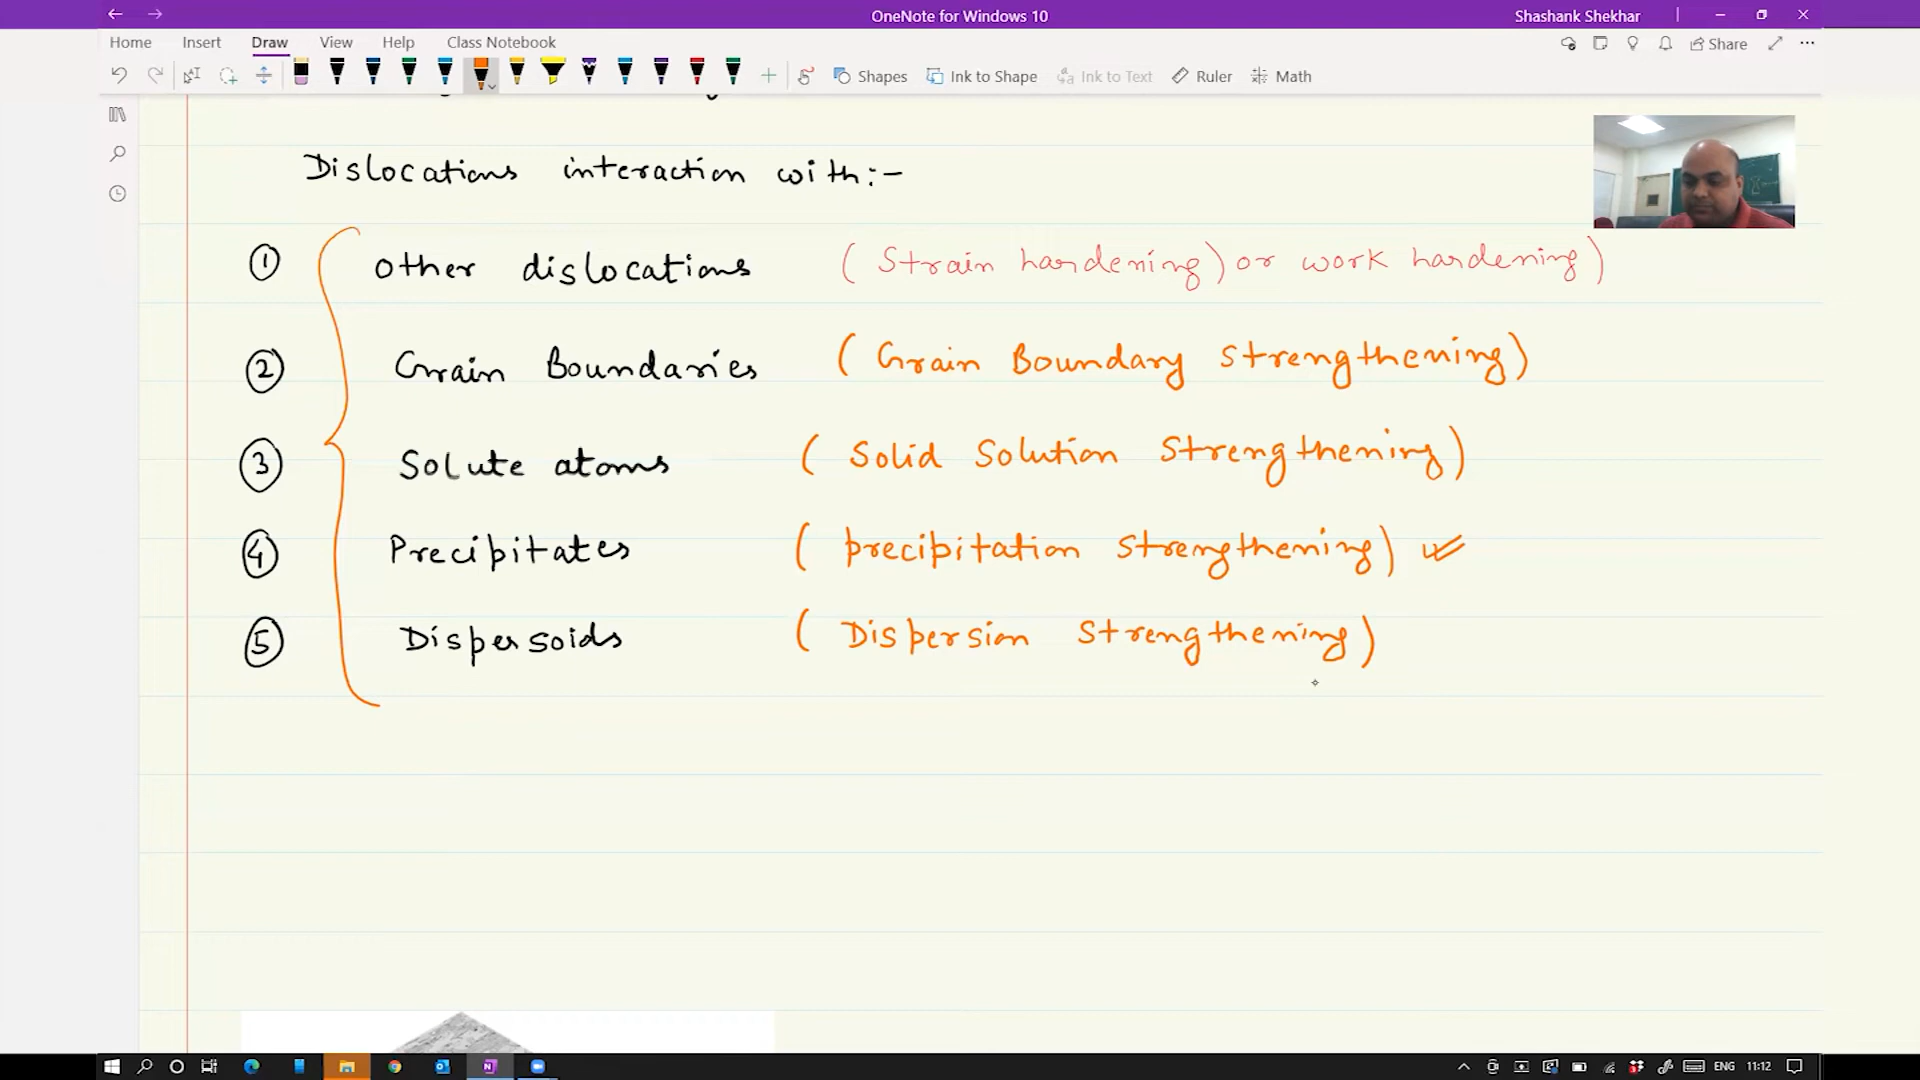 OneNote for Windows 10
Shashank Shekhar
Home Insert Draw View Help Class Notebook
Share
Shapes Ink to Shape Ink to Text Ruler Math
Dislocations interaction with:-
① Other dislocations (Strain hardening) or work hardening)
② Grain Boundaries (Grain Boundary Strengthening)
③ Solute atoms (Solid Solution Strengthening)
④ Precipitates (precipitation strengthening)
⑤ Dispersoids (Dispersion Strengthening)
ENG 11:12